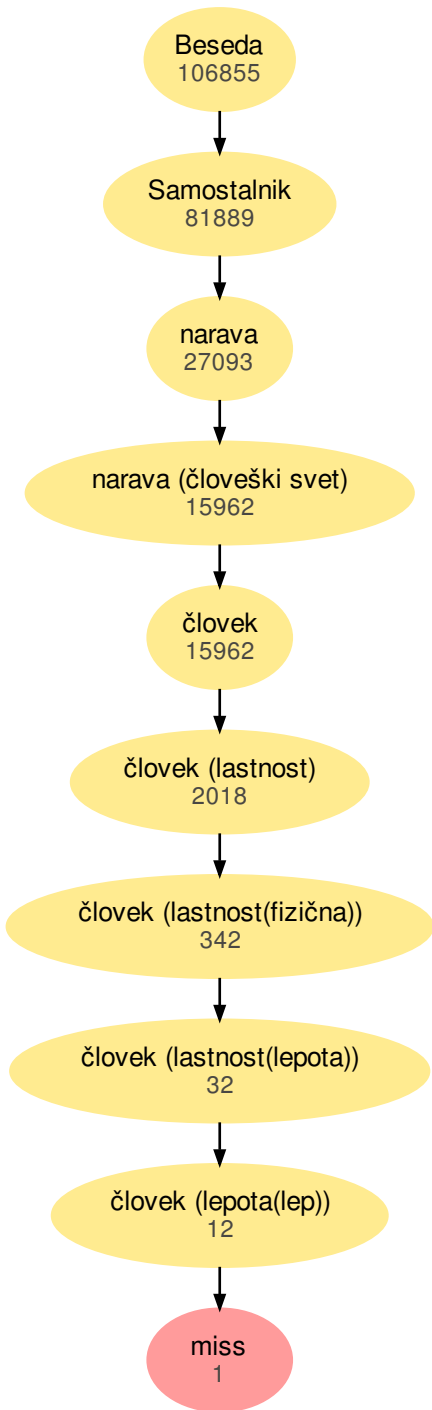 Beseda
106855
Samostalnik
81889
narava
27093
narava (človeški svet)
15962
človek
15962
človek (lastnost)
2018
človek (lastnost(fizična))
342
človek (lastnost(lepota))
32
človek (lepota(lep))
12
miss
1